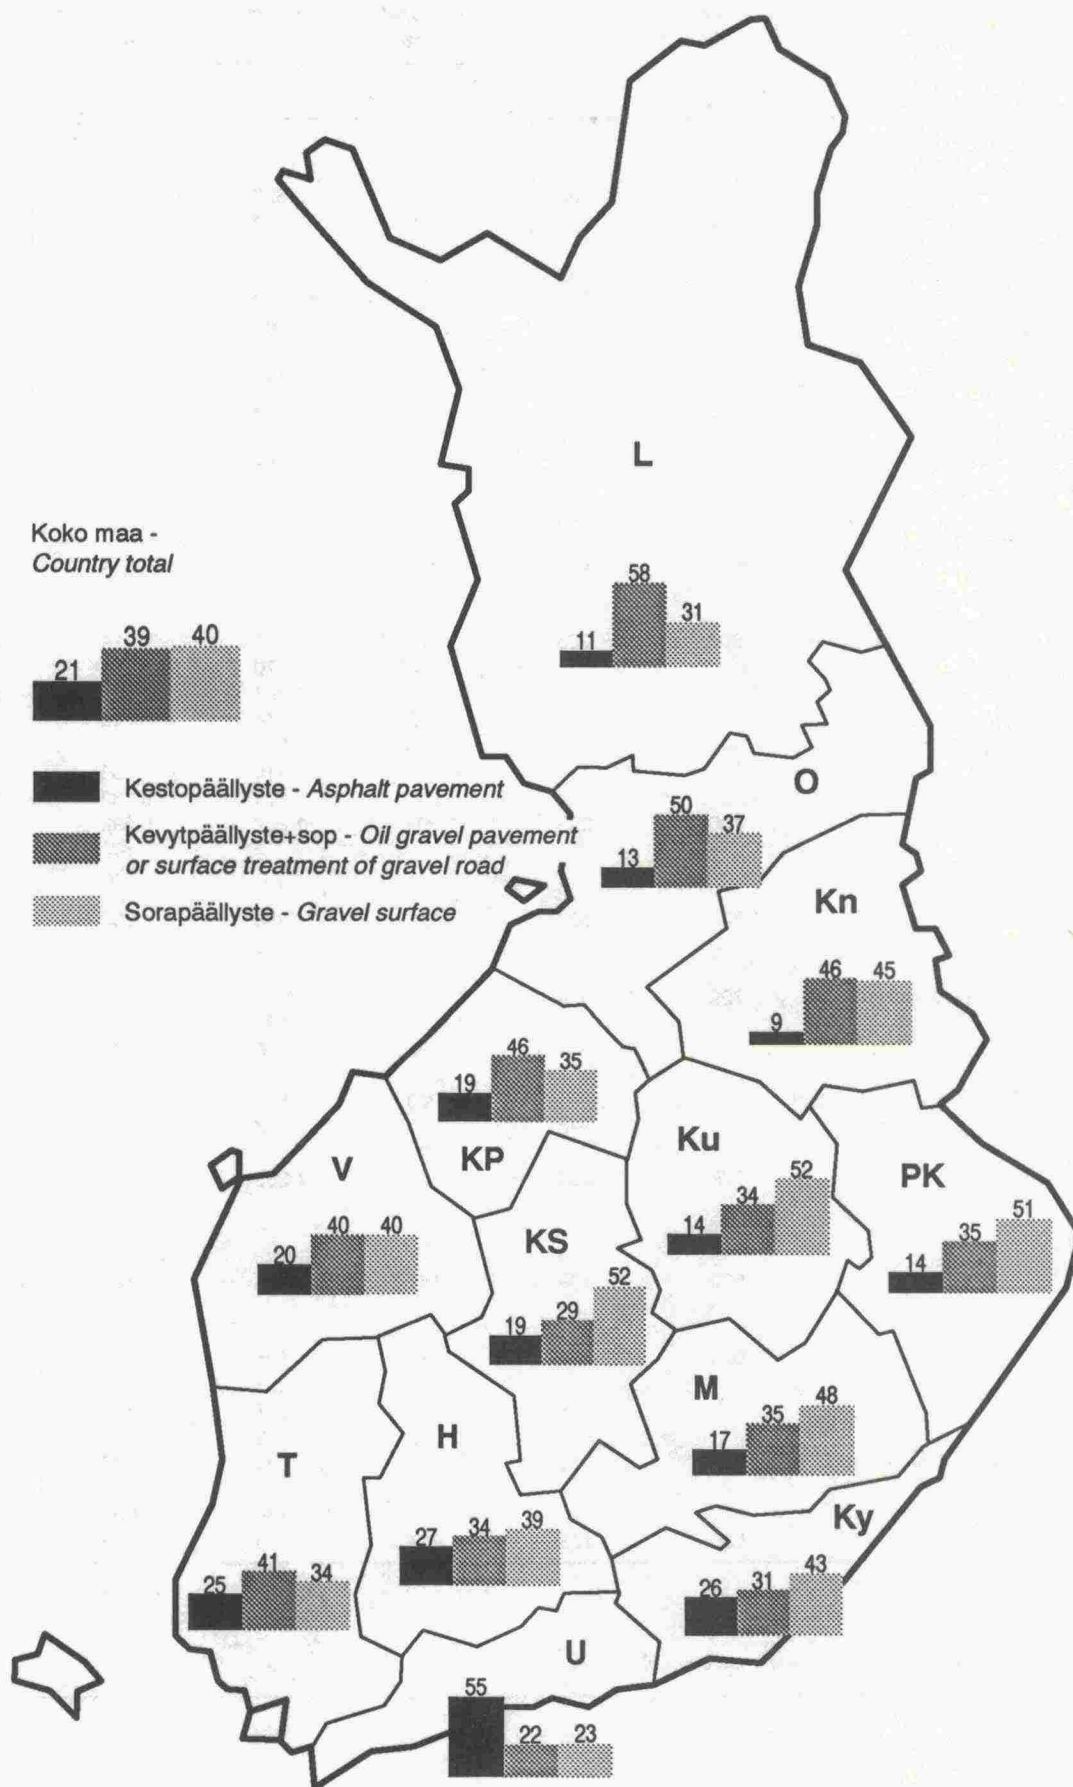 L
Koko maa -
Country total
58
31
11
39
40
21
O
Kestopäällyste - Asphalt pavement
50
37
Kevytpäällyste+sop - Oil gravel pavement
or surface treatment of gravel road
13
Kn
Sorapäällyste - Gravel surface
46
45
9
46
35
19
Ku
KP
V
PK
52
34
14
51
35
14
40
40
20
KS
52
29
19
M
48
35
17
H
T
Ky
39
34
27
41
34
25
43
31
26
U
55
22
23